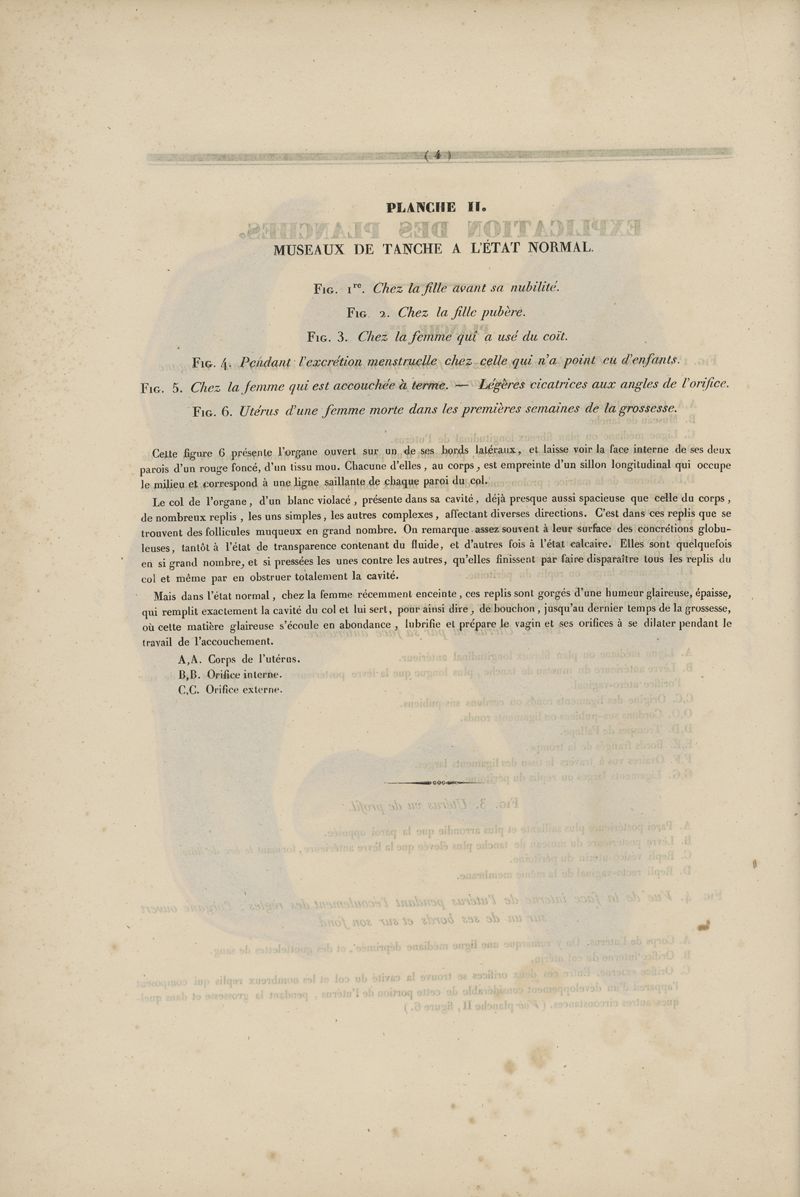 ( 4 )
PLANCHE II.
MUSEAUX DE TANCHE A L'ÉTAT NORMAL.
FIG. 1re. Chez la fille avant sa nubilité.
FIG. 2. Chez la fille pubère.
FIG. 3. Chez la femme qui a usé du coït.
FIG. 4. Pendant l'excrétion menstruelle chez celle qui n'a point eu d'enfants.
FIG. 5. Chez la femme qui est accouchée à terme. — Légères cicatrices aux angles de l'orifice.
FIG. 6. Utérus d'une femme morte dans les premières semaines de la grossesse.
Cette figure 6 présente l'organe ouvert sur un de ses bords latéraux, et laisse voir la face interne de ses deux
parois d'un rouge foncé, d'un tissu mou. Chacune d'elles, au corps, est empreinte d'un sillon longitudinal qui occupe
le milieu et correspond à une ligne saillante de chaque paroi du col.
Le col de l'organe, d'un blanc violacé, présente dans sa cavité, déjà presque aussi spacieuse que celle du corps,
de nombreux replis, les uns simples, les autres complexes, affectant diverses directions. C'est dans ces replis que se
trouvent des follicules muqueux en grand nombre. On remarque assez souvent à leur surface des concrétions globu-
leuses, tantôt à l'état de transparence contenant du fluide, et d'autres fois à l'état calcaire. Elles sont quelquefois
en si grand nombre, et si pressées les unes contre les autres, qu'elles finissent par faire disparaître tous les replis du
col et même par en obstruer totalement la cavité.
Mais dans l'état normal, chez la femme récemment enceinte, ces replis sont gorgés d'une humeur glaireuse, épaisse,
qui remplit exactement la cavité du col et lui sert, pour ainsi dire, de bouchon, jusqu'au dernier temps de la grossesse,
où cette matière glaireuse s'écoule en abondance, lubrifie et prépare le vagin et ses orifices à se dilater pendant le
travail de l'accouchement.
A,A. Corps de l'utérus.
B,B. Orifice interne.
C,C. Orifice externe.